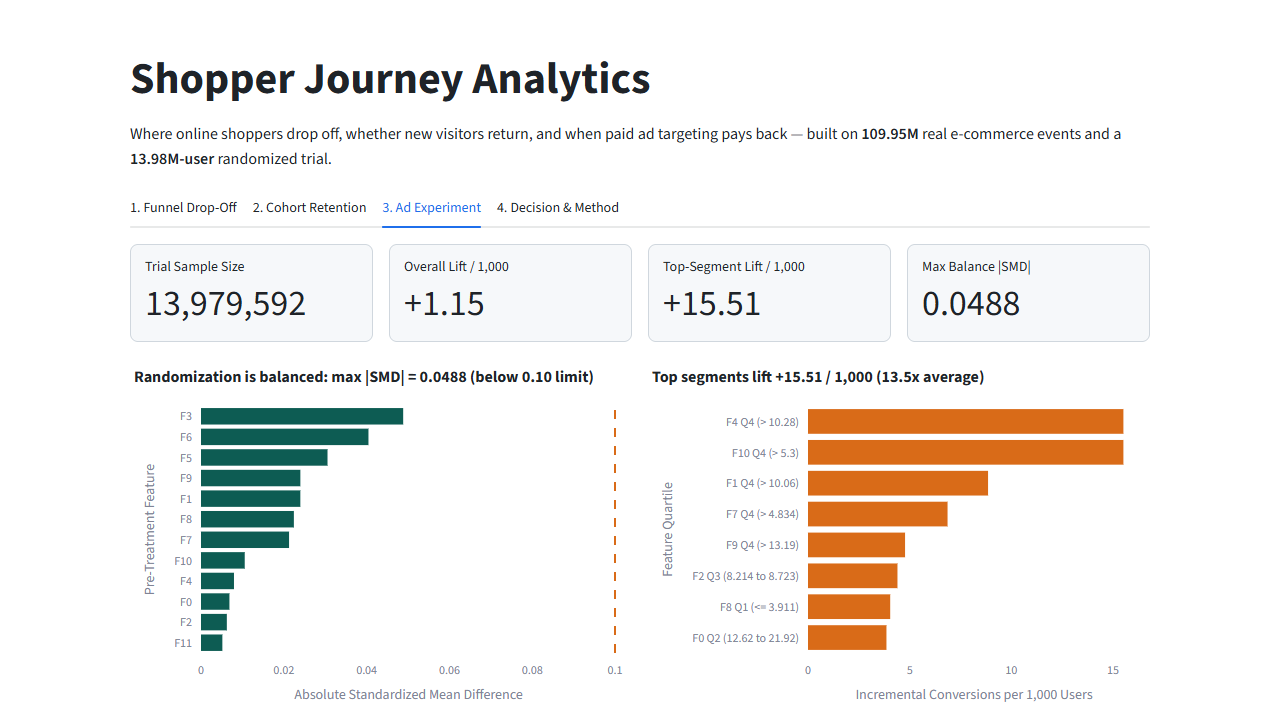 Shopper Journey Analytics
Where online shoppers drop off, whether new visitors return, and when paid ad targeting pays back — built on 109.95M real e-commerce events and a
13.98M-user randomized trial.
1. Funnel Drop-Off
2. Cohort Retention
3. Ad Experiment
4. Decision & Method
Trial Sample Size
13,979,592
Overall Lift / 1,000
+1.15
Top-Segment Lift / 1,000
+15.51
Max Balance |SMD|
0.0488
Randomization is balanced: max |SMD| = 0.0488 (below 0.10 limit)
Pre-Treatment Feature
F3
F6
F5
F9
F1
F8
F7
F10
F4
F0
F2
F11
0
0.02
0.04
0.06
0.08
0.1
Absolute Standardized Mean Difference
Top segments lift +15.51 / 1,000 (13.5x average)
Feature Quartile
F4 Q4 (> 10.28)
F10 Q4 (> 5.3)
F1 Q4 (> 10.06)
F7 Q4 (> 4.834)
F9 Q4 (> 13.19)
F2 Q3 (8.214 to 8.723)
F8 Q1 (<= 3.911)
F0 Q2 (12.62 to 21.92)
0
5
10
15
Incremental Conversions per 1,000 Users